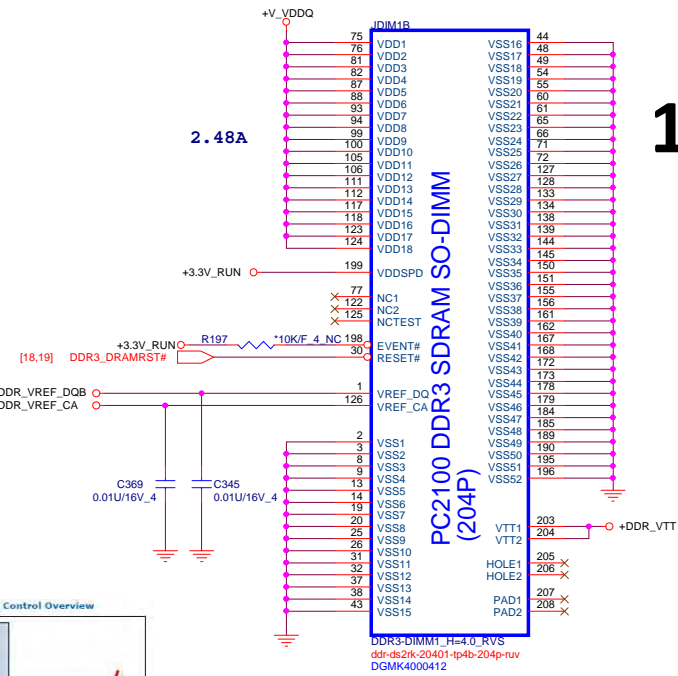 +V_VDDQ
JDIM1B
75 VDD1 VSS16 44
76 VDD2 VSS17 48
81 VDD3 VSS18 49
82 VDD4 VSS19 54
87 VDD5 VSS20 55
88 VDD6 VSS21 60
93 VDD7 VSS22 61
94 VDD8 VSS23 65
99 VDD9 VSS24 66
100 VDD10 VSS25 71
105 VDD11 VSS26 72
106 VDD12 VSS27 127
111 VDD13 VSS28 128
112 VDD14 VSS29 133
117 VDD15 VSS30 134
118 VDD16 VSS31 138
123 VDD17 VSS32 139
124 VDD18 VSS33 144
VSS34 145
199 VDDSPD VSS35 150
VSS36 151
77 NC1 VSS37 155
122 NC2 VSS38 156
125 NCTEST VSS39 161
VSS40 162
198 EVENT# VSS41 167
30 RESET# VSS42 168
VSS43 172
VSS44 173
1 VREF_DQ VSS45 178
126 VREF_CA VSS46 179
VSS47 184
VSS48 185
2 VSS1 VSS49 189
3 VSS2 VSS50 190
8 VSS3 VSS51 195
9 VSS4 VSS52 196
13 VSS5
14 VSS6
19 VSS7
20 VSS8 VTT1 203
25 VSS9 VTT2 204
26 VSS10
31 VSS11 HOLE1 205
32 VSS12 HOLE2 206
37 VSS13
38 VSS14 PAD1 207
43 VSS15 PAD2 208
2.48A
1
+3.3V_RUN
+3.3V_RUN R197 *10K/F_4_NC
[18,19] DDR3_DRAMRST#
DDR_VREF_DQB
DDR_VREF_CA
C369
0.01U/16V_4
C345
0.01U/16V_4
PC2100 DDR3 SDRAM SO-DIMM
(204P)
+DDR_VTT
Control Overview
DDR3-DIMM1_H=4.0_RVS
ddr-ds2rk-20401-tp4b-204p-ruv
DGMK4000412